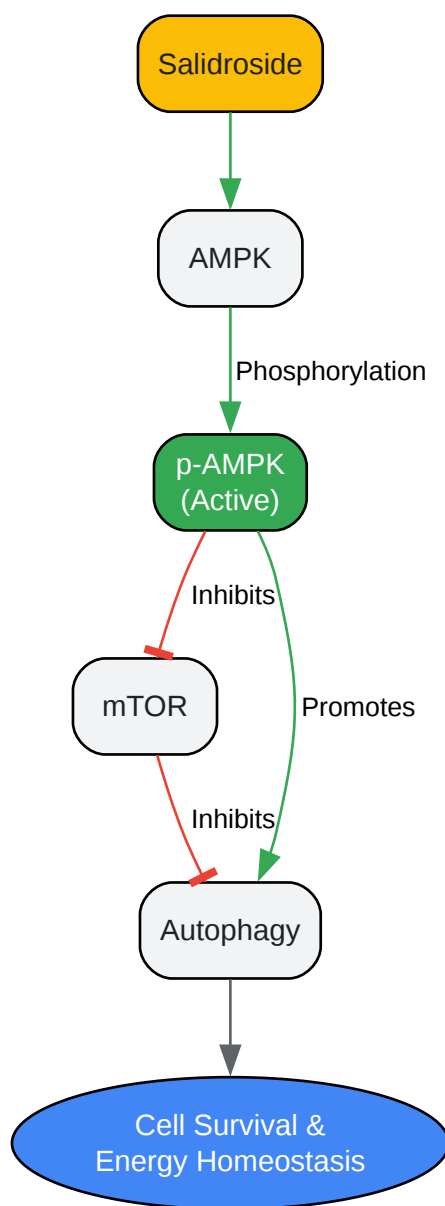 Salidroside
AMPK
Phosphorylation
p-AMPK
(Active)
Inhibits
mTOR
Promotes
Inhibits
Autophagy
Cell Survival &
Energy Homeostasis